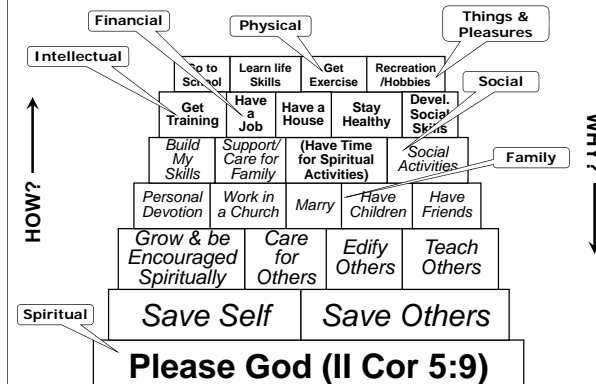 Financial
Physical
Things &
Pleasures
Intellectual
Social
Family
Spiritual
HOW?
WHY?
Go to
School
Learn life
Skills
Get
Exercise
Recreation
/Hobbies
Get
Training
Have
a
Job
Have a
House
Stay
Healthy
Devel.
Social
Skills
Build
My
Skills
Support/
Care for
Family
(Have Time
for Spiritual
Activities)
Social
Activities
Personal
Devotion
Work in
a Church
Marry
Have
Children
Have
Friends
Grow & be
Encouraged
Spiritually
Care
for
Others
Edify
Others
Teach
Others
Save Self
Save Others
Please God (II Cor 5:9)